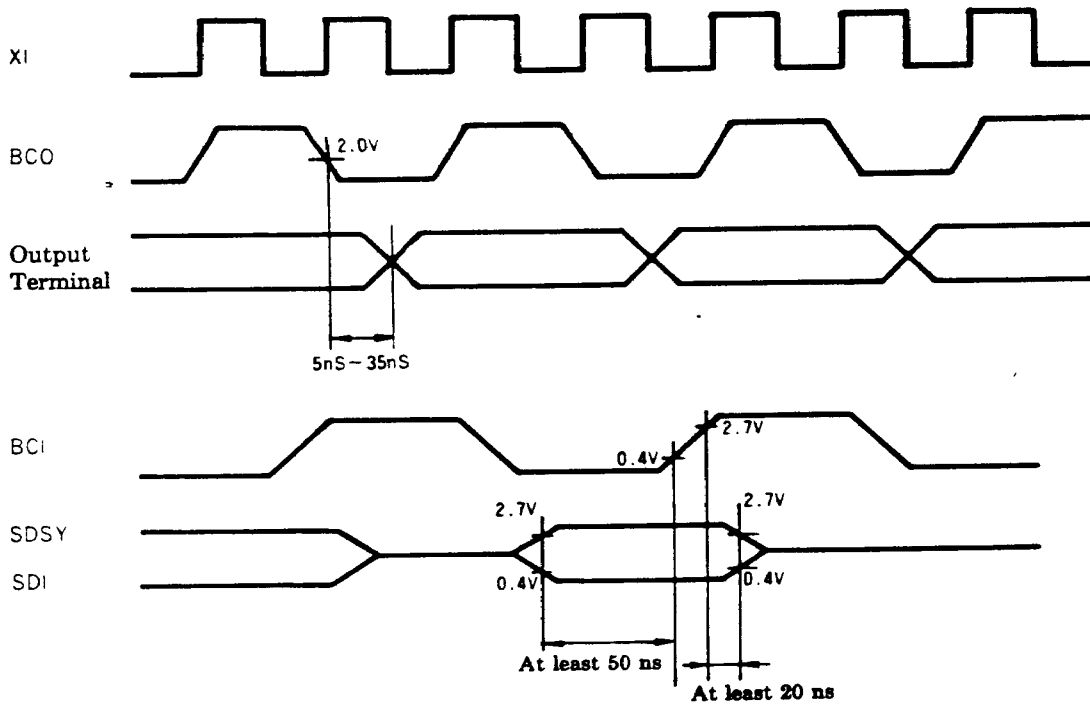 XI
BCO
2.0V
Output
Terminal
5nS~35nS
BCI
0.4V
2.7V
SDSY
2.7V
2.7V
SDI
0.4V
0.4V
At least 50 ns
At least 20 ns